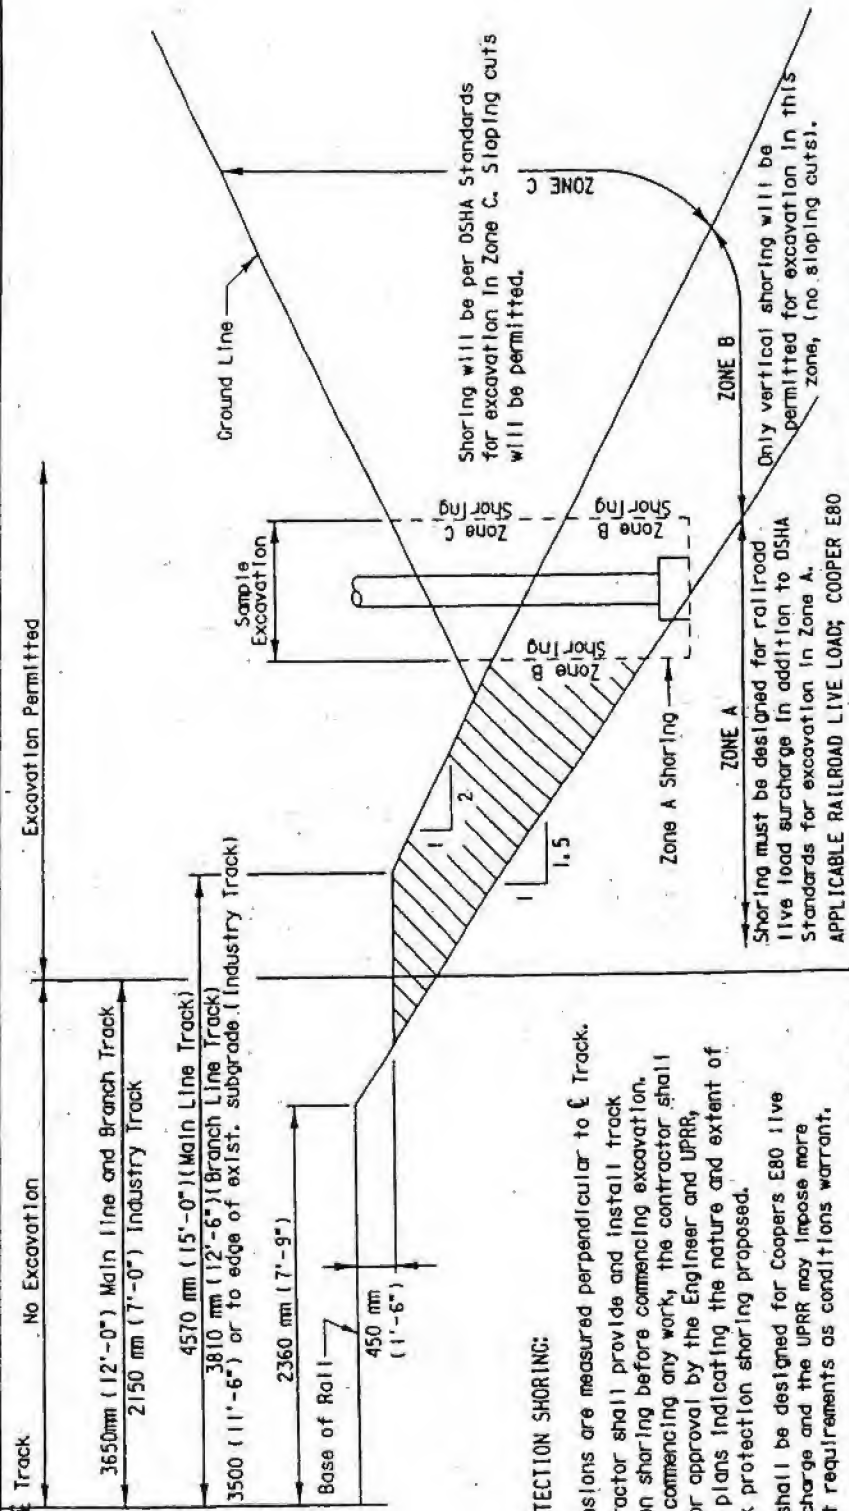 ℄ Track
No Excavation
Excavation Permitted
3650mm (12'-0") Main line and Branch Track
2150 mm (7'-0") Industry Track
4570 mm (15'-0")(Main Line Track)
3810 mm (12'-6")(Branch Line Track)
3500 (11'-6") or to edge of exist. subgrade (Industry Track)
2360 mm (7'-9")
Base of Rail
450 mm
(1'-6")
Ground Line
Sample
Excavation
1
2
1
1.5
Zone B
Shoring
Zone C
Shoring
Zone B
Shoring
Zone A Shoring
Shoring will be per OSHA Standards
for excavation in Zone C. Sloping cuts
will be permitted.
ZONE C
ZONE B
ZONE A
Only vertical shoring will be
permitted for excavation in this
zone, (no sloping cuts).
Shoring must be designed for railroad
live load surcharge in addition to OSHA
Standards for excavation in Zone A.
APPLICABLE RAILROAD LIVE LOAD; COOPER E80
TECTION SHORING:
sions are measured perpendicular to ℄ Track.
ractor shall provide and install track
on shoring before commencing excavation.
commencing any work, the contractor shall
or approval by the Engineer and UPRR,
plans indicating the nature and extent of
k protection shoring proposed.
shall be designed for Coopers E80 live
charge and the UPRR may impose more
t requirements as conditions warrant.